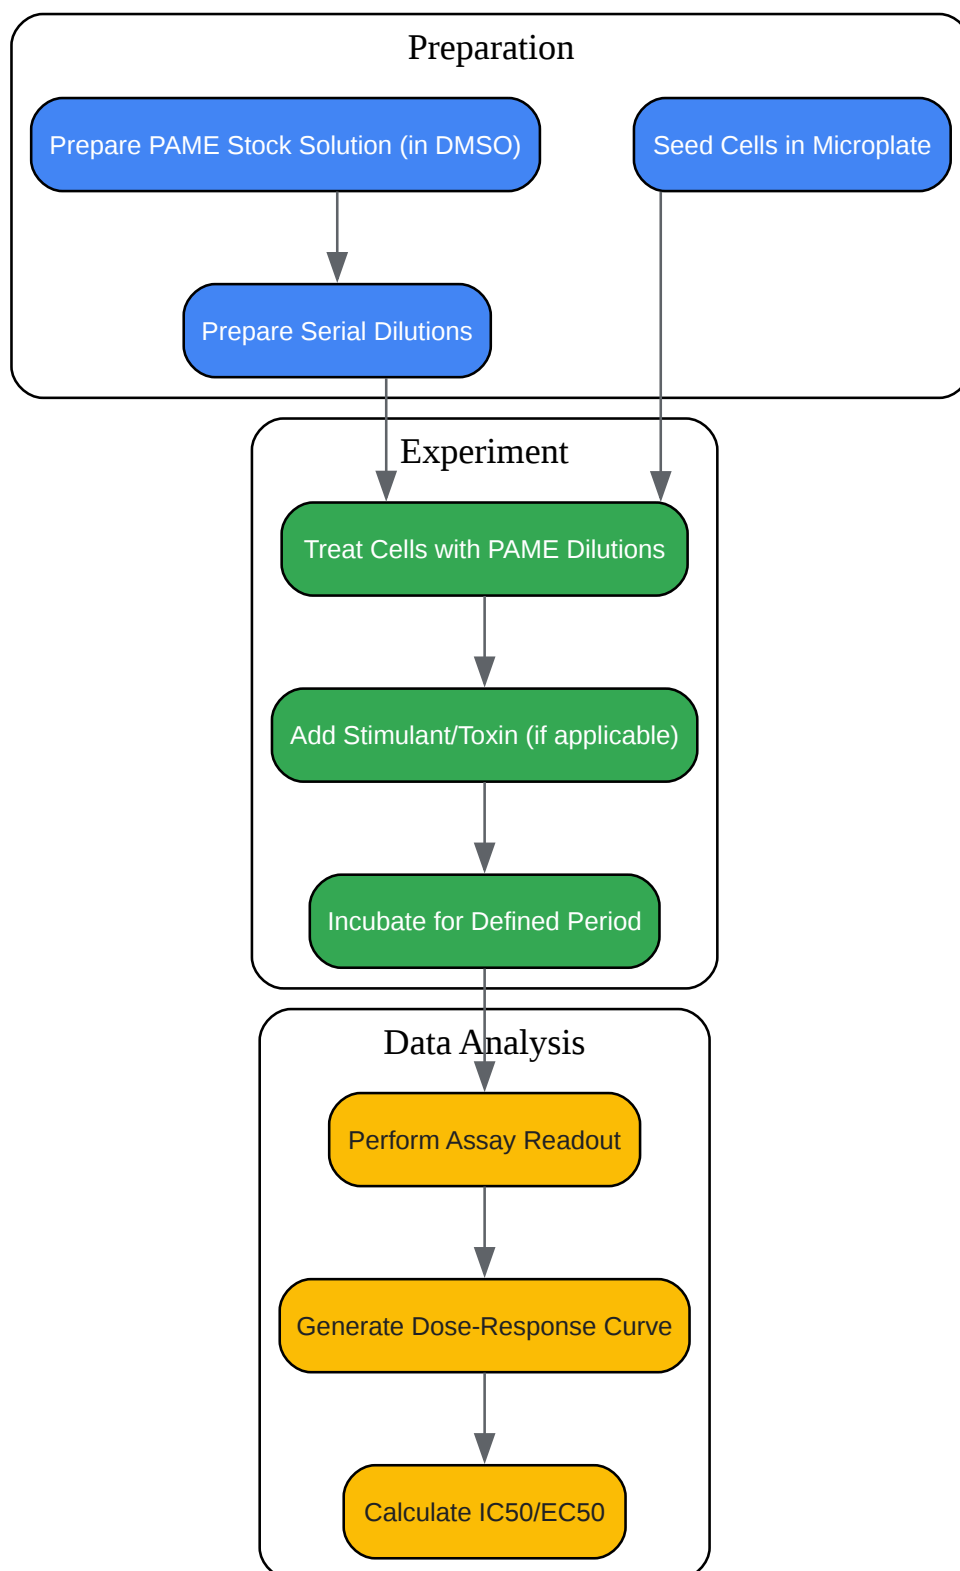 Preparation
Prepare PAME Stock Solution (in DMSO)
Seed Cells in Microplate
Prepare Serial Dilutions
Experiment
Treat Cells with PAME Dilutions
Add Stimulant/Toxin (if applicable)
Incubate for Defined Period
Data Analysis
Perform Assay Readout
Generate Dose-Response Curve
Calculate IC50/EC50